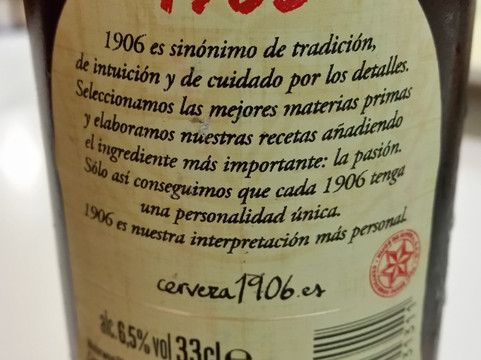 1906
1906 es sinónimo de tradición,
de intuición y de cuidado por los detalles.
Seleccionamos las mejores materias primas
y elaboramos nuestras recetas añadiendo
el ingrediente más importante: la pasión.
Sólo así conseguimos que cada 1906 tenga
una personalidad única.
1906 es nuestra interpretación más personal.
cerveza1906.es
alc. 6,5% vol 33cl e